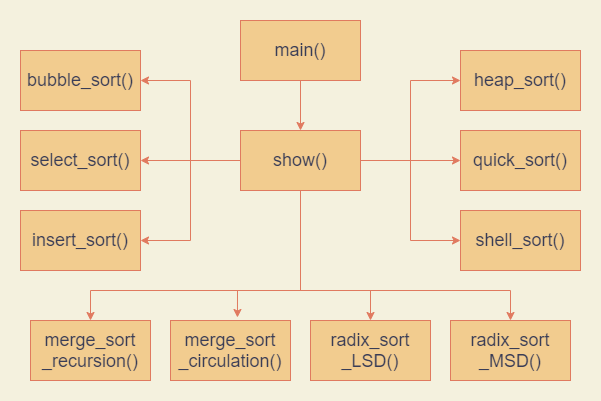 main()
bubble_sort()
heap_sort()
select_sort()
show()
quick_sort()
insert_sort()
shell_sort()
merge_sort
_recursion()
merge_sort
_circulation()
radix_sort
_LSD()
radix_sort
_MSD()